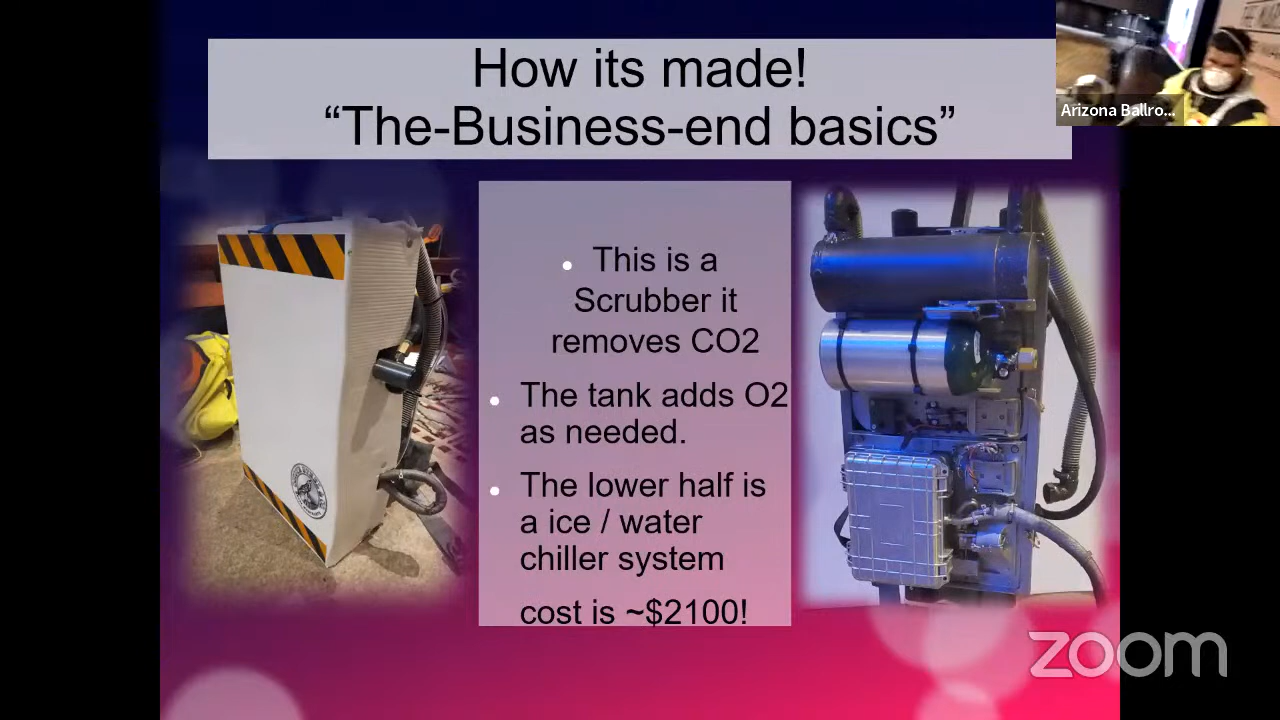 How its made!
“The-Business-end basics”
Arizona Ballro...
This is a
Scrubber it
removes CO2
The tank adds O2
as needed.
The lower half is
a ice / water
chiller system
cost is ~$2100!
zoom